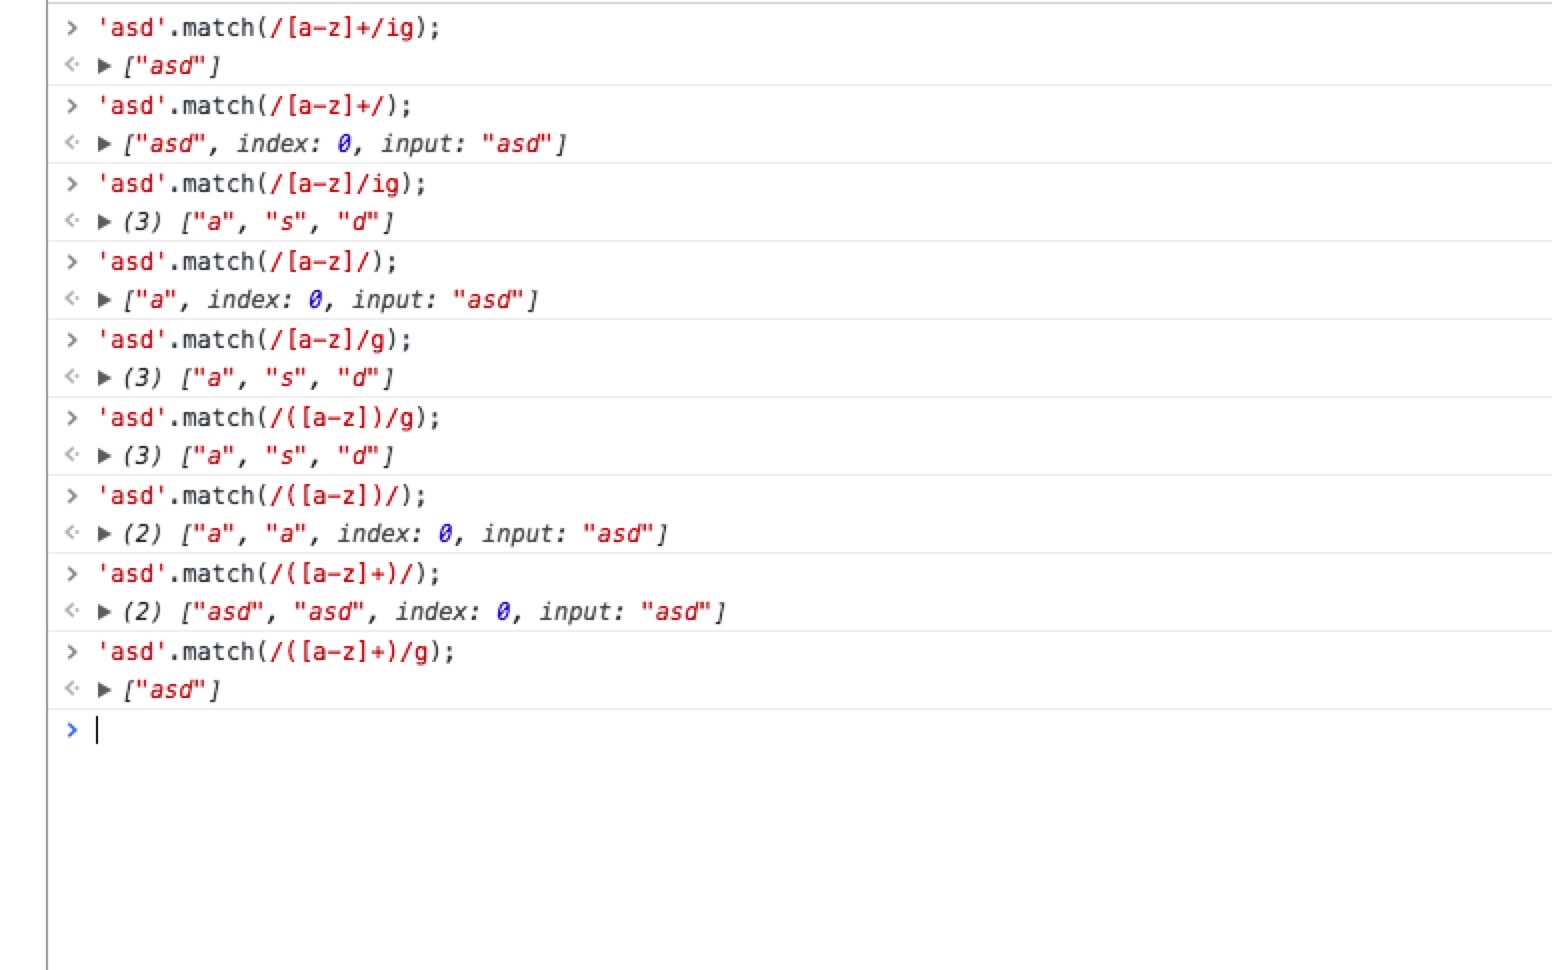 > 'asd'.match(/[a-z]+/ig);
<· ▶ ["asd"]
> 'asd'.match(/[a-z]+/);
<· ▶ ["asd", index: 0, input: "asd"]
> 'asd'.match(/[a-z]/ig);
<· ▶ (3) ["a", "s", "d"]
> 'asd'.match(/[a-z]/);
<· ▶ ["a", index: 0, input: "asd"]
> 'asd'.match(/[a-z]/g);
<· ▶ (3) ["a", "s", "d"]
> 'asd'.match(/([a-z])/g);
<· ▶ (3) ["a", "s", "d"]
> 'asd'.match(/([a-z])/);
<· ▶ (2) ["a", "a", index: 0, input: "asd"]
> 'asd'.match(/([a-z]+)/);
<· ▶ (2) ["asd", "asd", index: 0, input: "asd"]
> 'asd'.match(/([a-z]+)/g);
<· ▶ ["asd"]
>